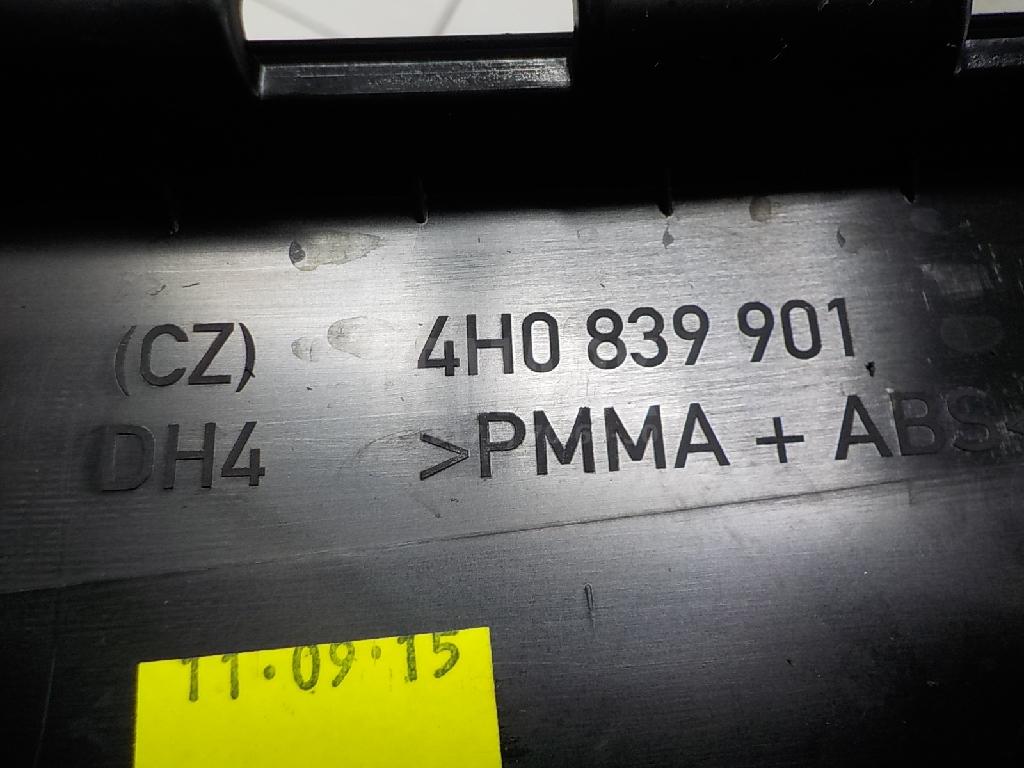 (CZ) 4H0 839 901
DH4 >PMMA + ABS<
11·09·15